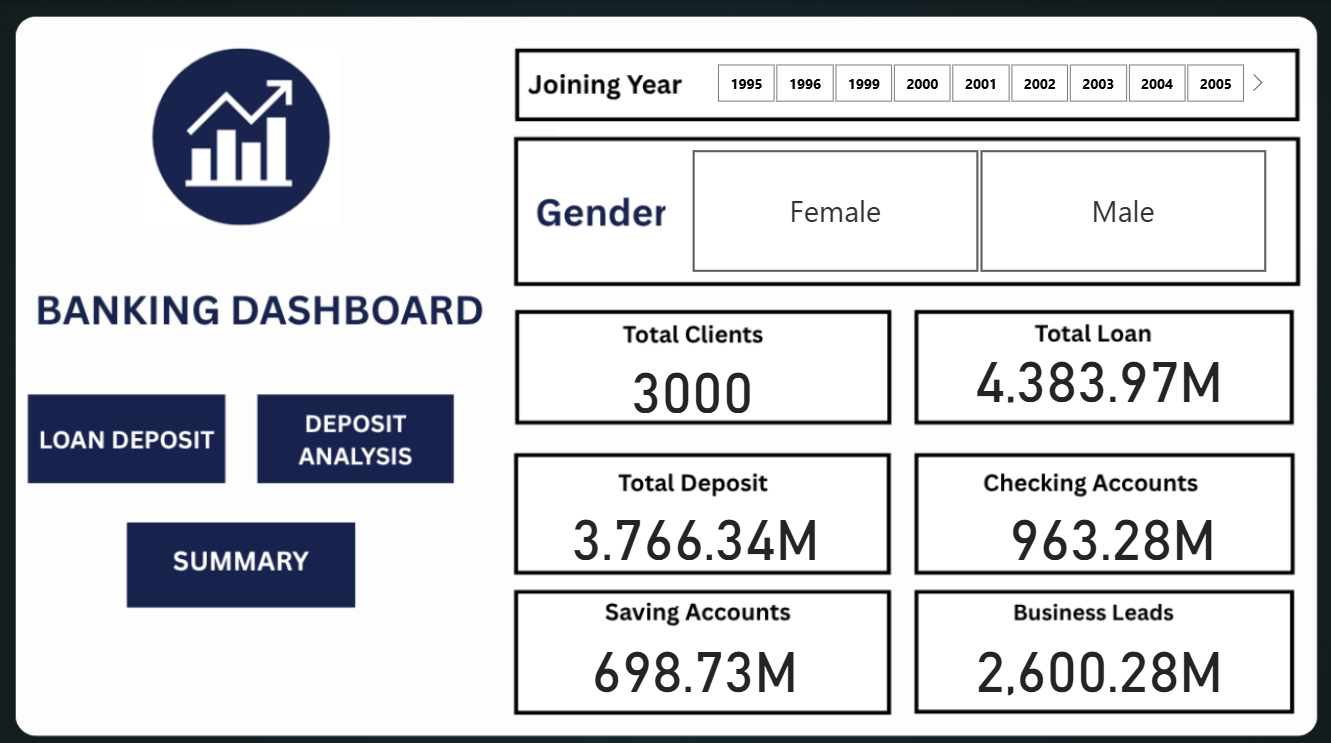 BANKING DASHBOARD
LOAN DEPOSIT
DEPOSIT
ANALYSIS
SUMMARY
Joining Year 1995 1996 1999 2000 2001 2002 2003 2004 2005
Gender Female Male
Total Clients
3000
Total Loan
4.383.97M
Total Deposit
3.766.34M
Checking Accounts
963.28M
Saving Accounts
698.73M
Business Leads
2,600.28M